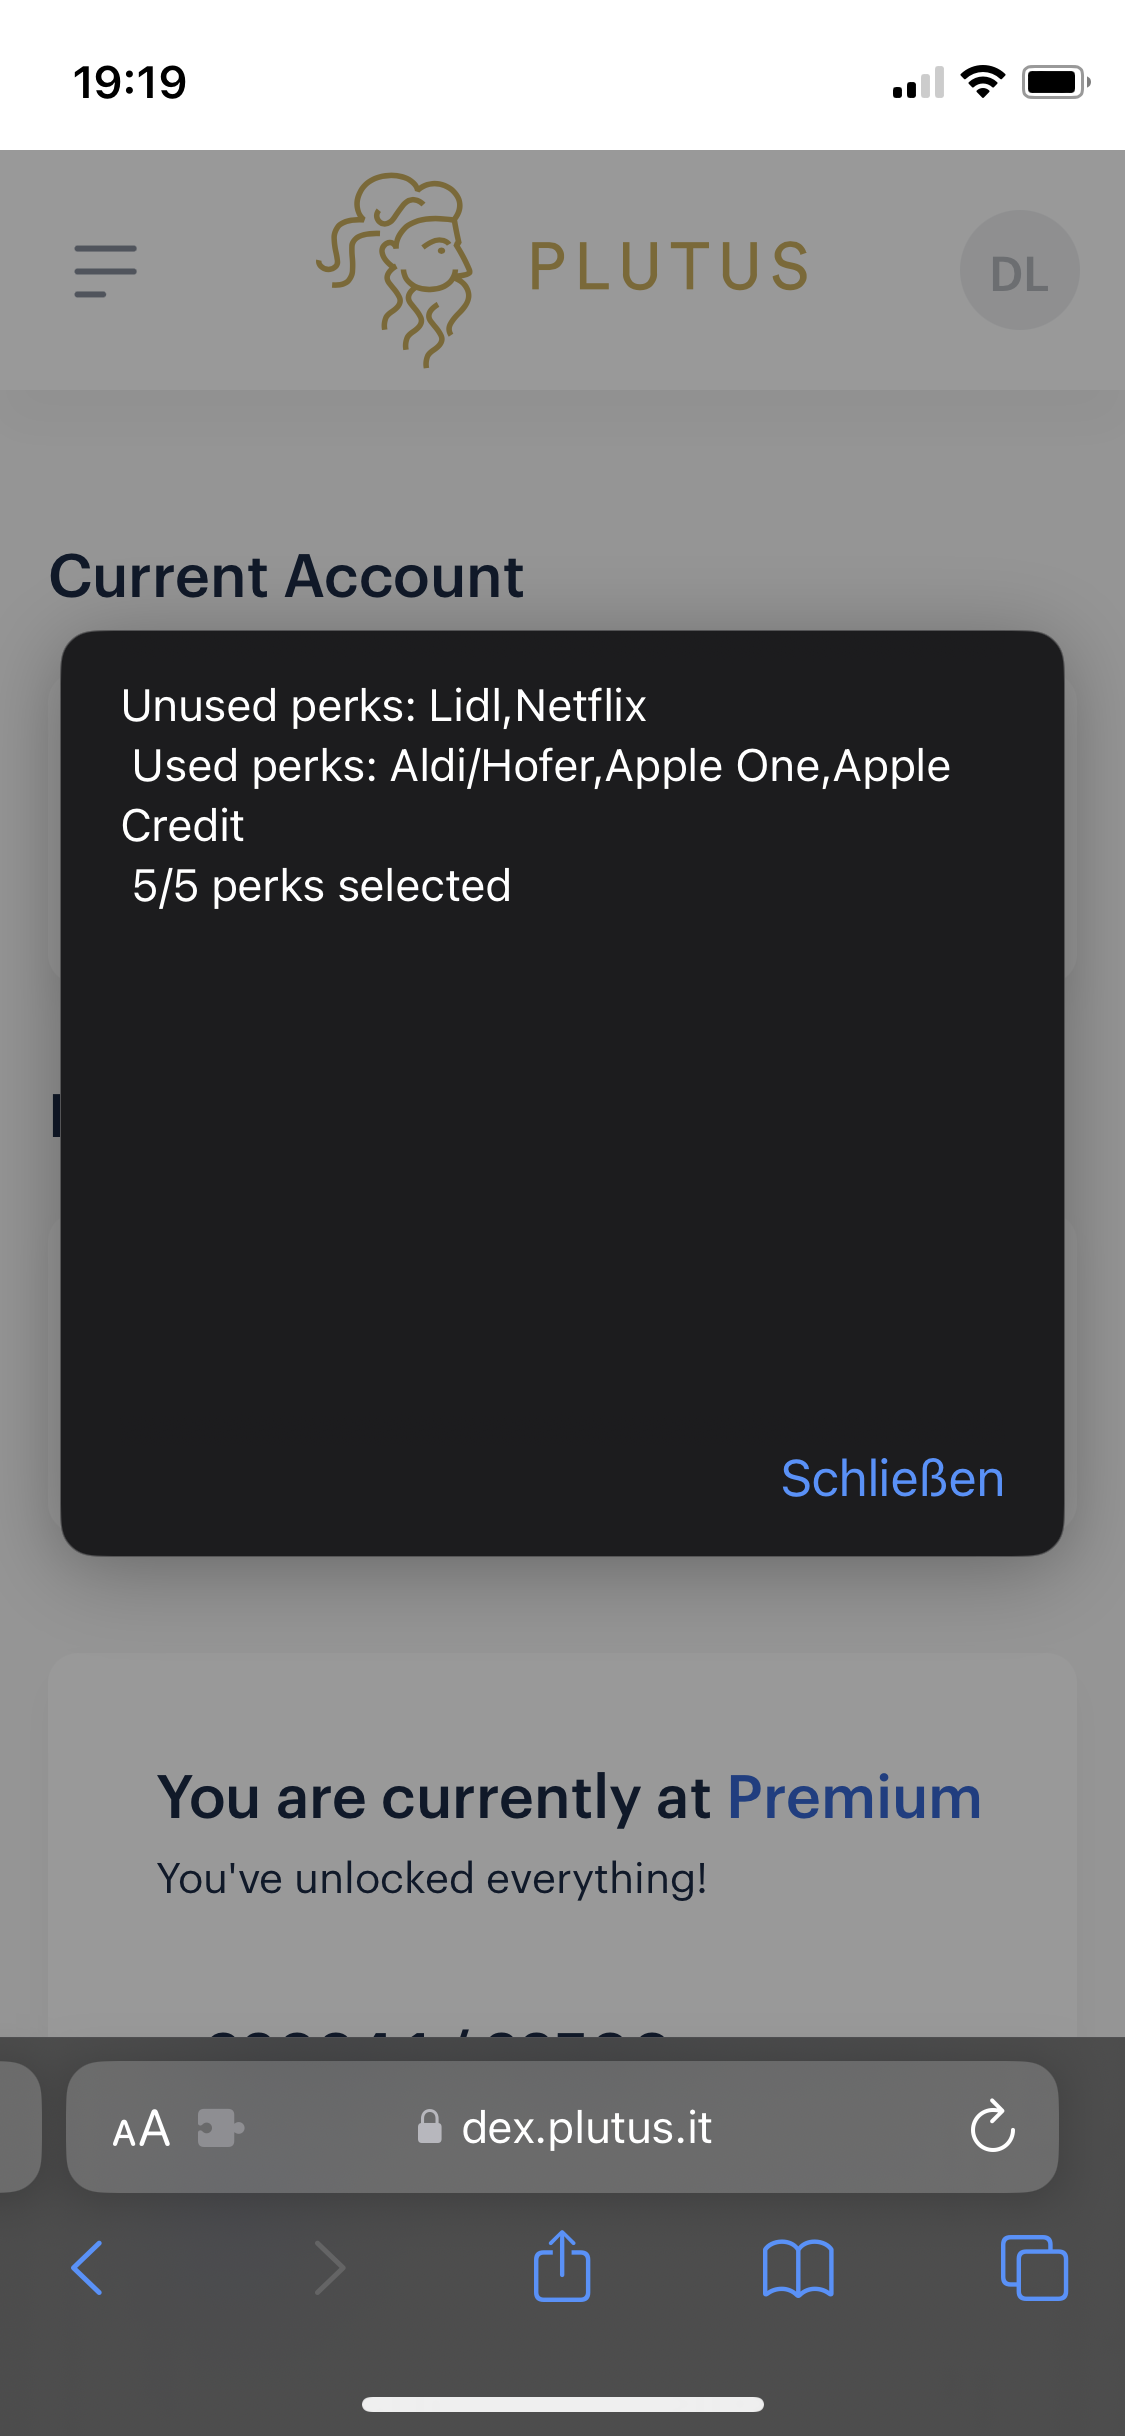 19:19
PLUTUS
DL
Current Account
Unused perks: Lidl,Netflix
Used perks: Aldi/Hofer,Apple One,Apple
Credit
5/5 perks selected
Schließen
You are currently at Premium
You've unlocked everything!
AA
dex.plutus.it